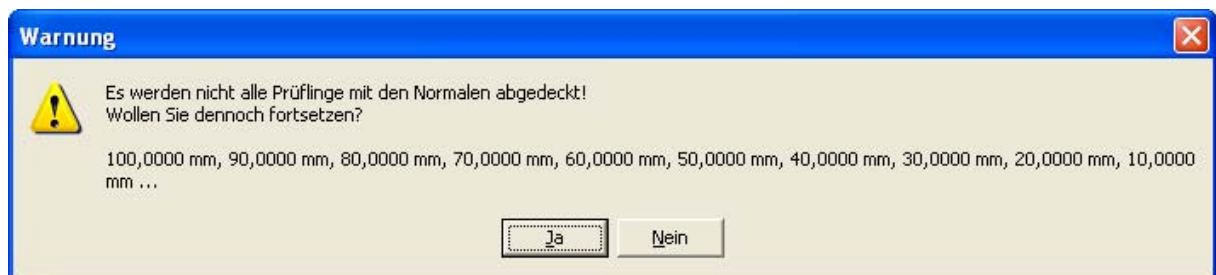 Warnung
Es werden nicht alle Prüflinge mit den Normalen abgedeckt!
Wollen Sie dennoch fortsetzen?
100,0000 mm, 90,0000 mm, 80,0000 mm, 70,0000 mm, 60,0000 mm, 50,0000 mm, 40,0000 mm, 30,0000 mm, 20,0000 mm, 10,0000
mm ...
Ja
Nein